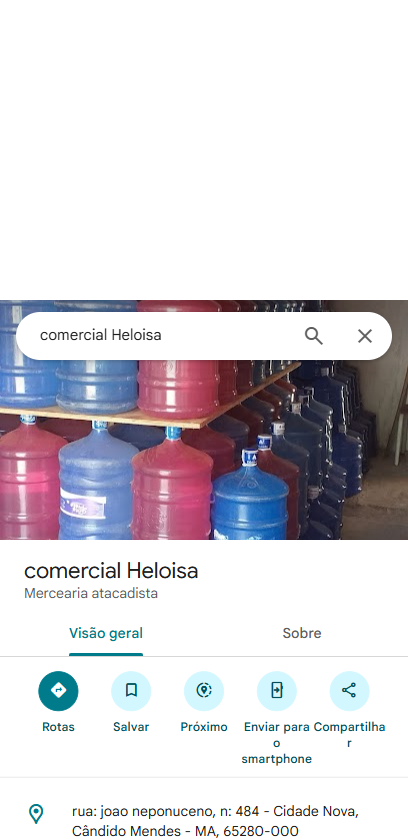 comercial Heloisa
comercial Heloisa
Mercearia atacadista
Visão geral
Sobre
Rotas
Salvar
Próximo
Enviar para o smartphone
Compartilhar
rua: joao neponuceno, n: 484 - Cidade Nova,
Cândido Mendes - MA, 65280-000